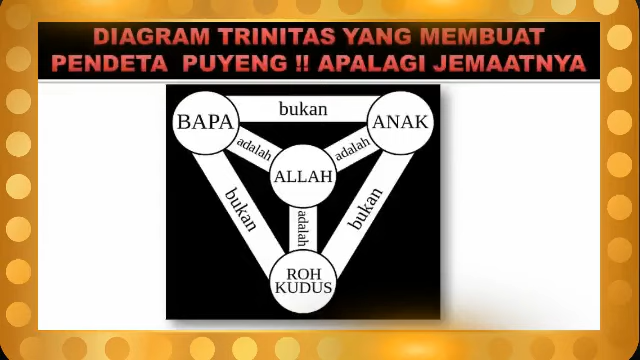 DIAGRAM TRINITAS YANG MEMBUAT
PENDETA PUYENG !! APALAGI JEMAATNYA
BAPA
bukan
ANAK
adalah
adalah
ALLAH
bukan
adalah
bukan
ROH
KUDUS